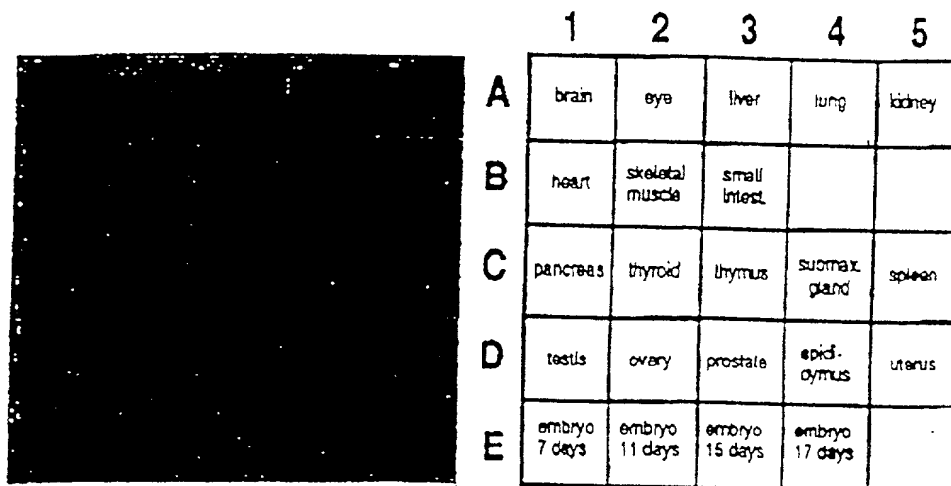 1 2 3 4 5
A brain eye liver lung kidney
B heart skeletal muscle small intest.
C pancreas thyroid thymus submax. gland spleen
D testis ovary prostate epidi-dymus uterus
E embryo 7 days embryo 11 days embryo 15 days embryo 17 days